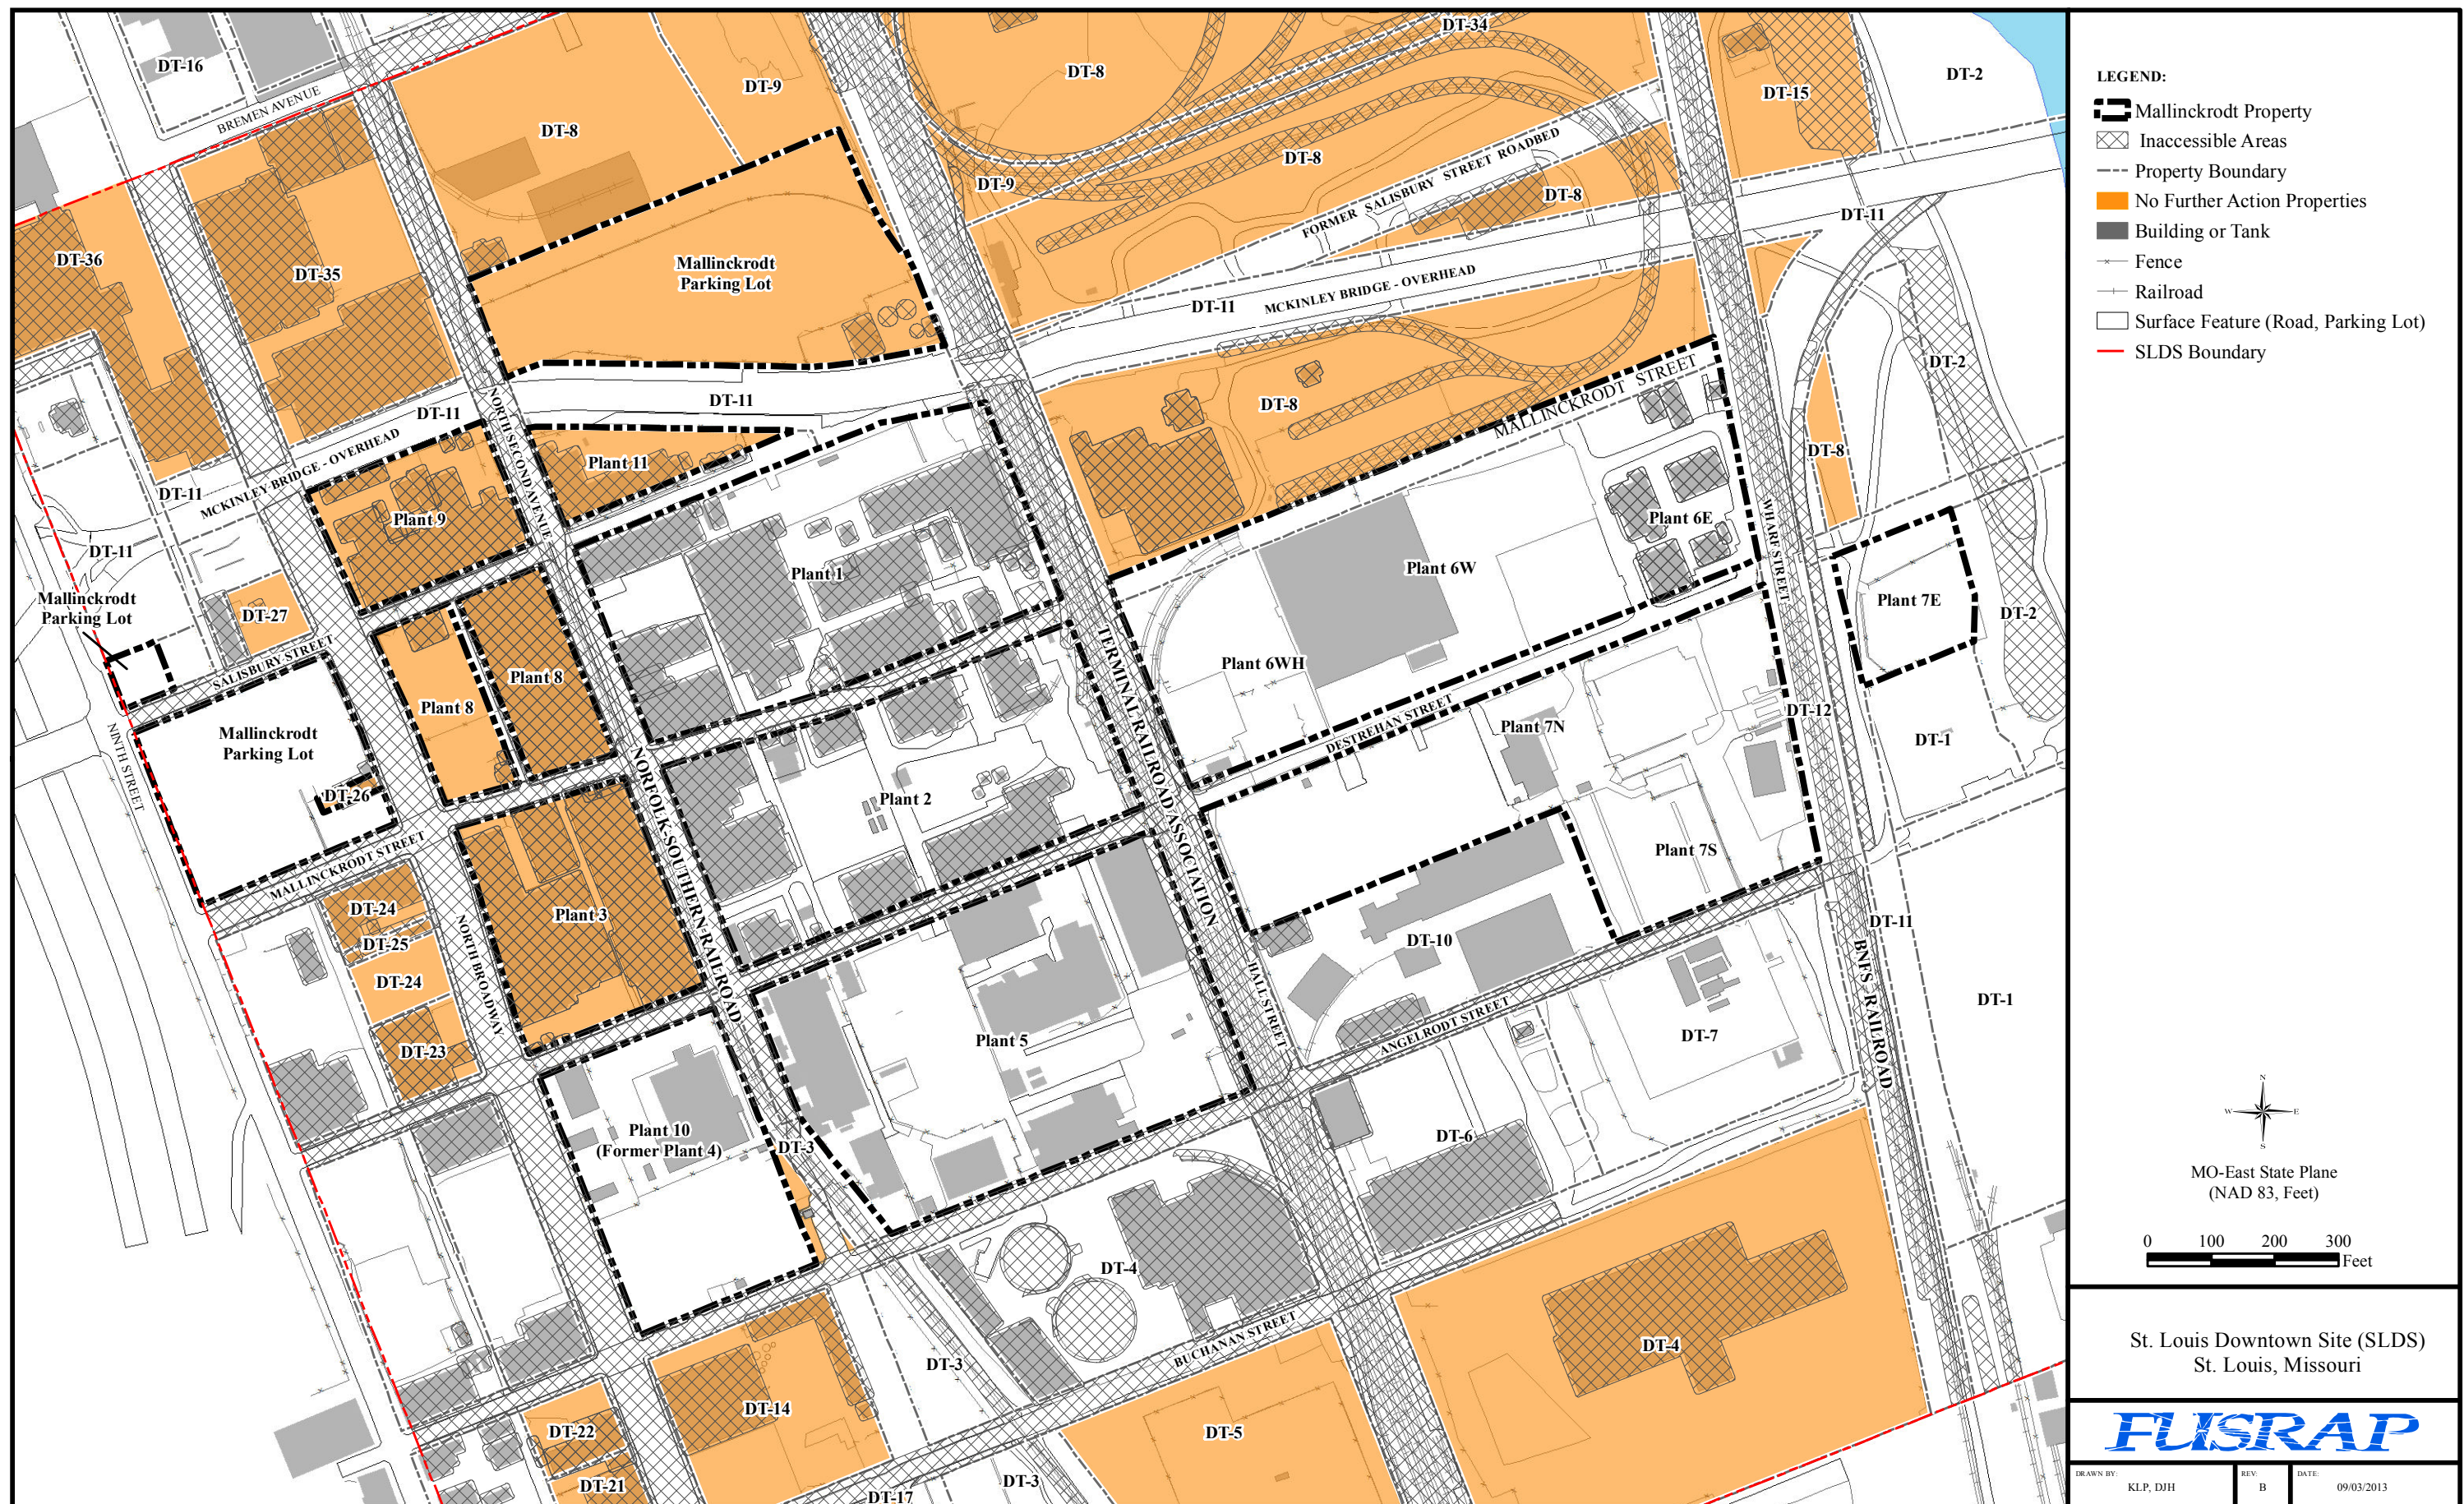 DT-16
BREMEN AVENUE
DT-8
DT-9
DT-8
DT-34
DT-15
DT-2
DT-36
DT-35
Mallinckrodt
Parking Lot
DT-9
DT-8
FORMER SALISBURY STREET ROADBED
DT-8
DT-11
DT-11
MCKINLEY BRIDGE - OVERHEAD
DT-11
MCKINLEY BRIDGE - OVERHEAD
DT-11
NORTH SECOND AVENUE
DT-11
DT-8
MALLINCKRODT STREET
DT-2
DT-8
DT-11
Plant 11
Plant 9
DT-11
Mallinckrodt
Parking Lot
DT-27
SALISBURY STREET
Plant 1
Plant 6W
Plant 6E
WHARF STREET
Plant 7E
DT-2
Plant 8
Plant 8
Plant 6WH
TERMINAL RAILROAD ASSOCIATION
DESTREHAN STREET
Plant 7N
DT-12
DT-1
NINTH STREET
Mallinckrodt
Parking Lot
DT-26
MALLINCKRODT STREET
NORFOLK-SOUTHERN RAILROAD
Plant 2
Plant 7S
DT-24
DT-25
DT-24
DT-23
NORTH BROADWAY
Plant 3
DT-10
DT-11
BNFS RAILROAD
HALL STREET
ANGELRODT STREET
DT-7
DT-1
Plant 5
Plant 10
(Former Plant 4)
DT-3
DT-6
DT-4
BUCHANAN STREET
DT-3
DT-4
DT-14
DT-22
DT-21
DT-5
DT-3
DT-17
LEGEND:
Mallinckrodt Property
Inaccessible Areas
Property Boundary
No Further Action Properties
Building or Tank
Fence
Railroad
Surface Feature (Road, Parking Lot)
SLDS Boundary
N
W E
S
MO-East State Plane
(NAD 83, Feet)
0 100 200 300
Feet
St. Louis Downtown Site (SLDS)
St. Louis, Missouri
FUSRAP
DRAWN BY:
KLP, DJH
REV:
B
DATE:
09/03/2013